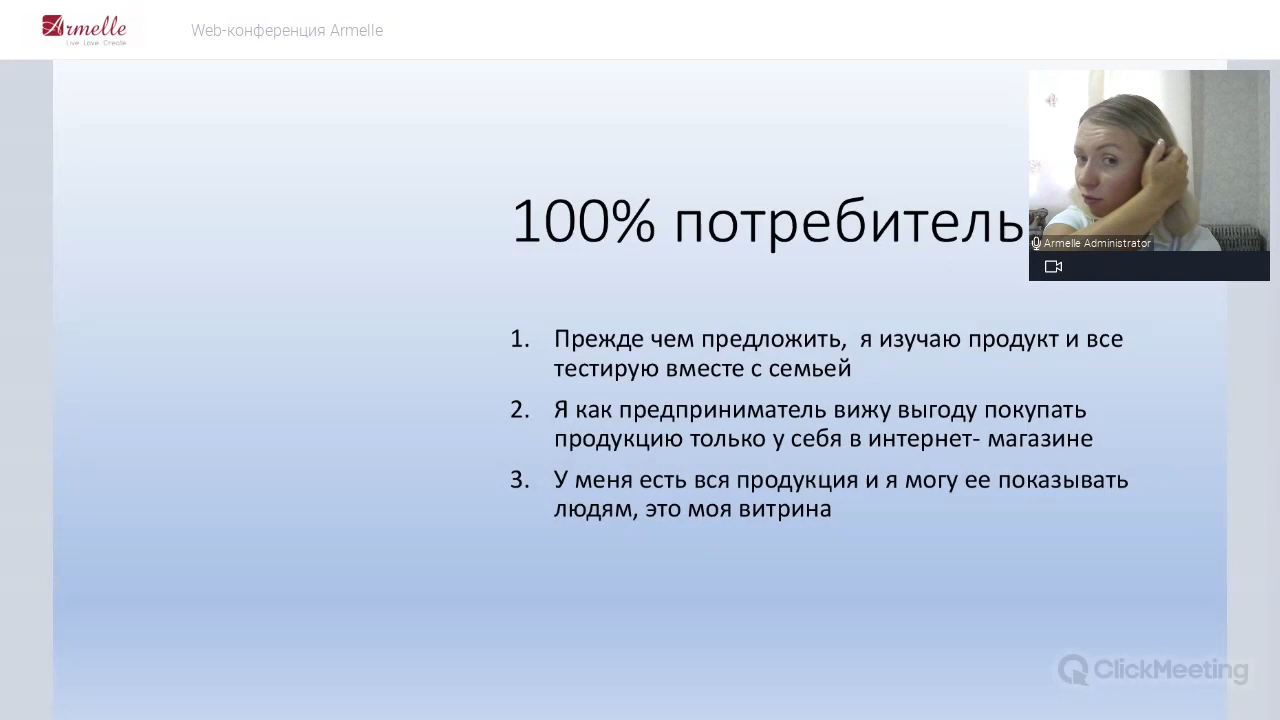 Armelle
Live. Love. Create.
Web-конференция Armelle
100% потребитель
Armelle Administrator
1. Прежде чем предложить, я изучаю продукт и все
тестирую вместе с семьей
2. Я как предприниматель вижу выгоду покупать
продукцию только у себя в интернет- магазине
3. У меня есть вся продукция и я могу ее показывать
людям, это моя витрина
ClickMeeting